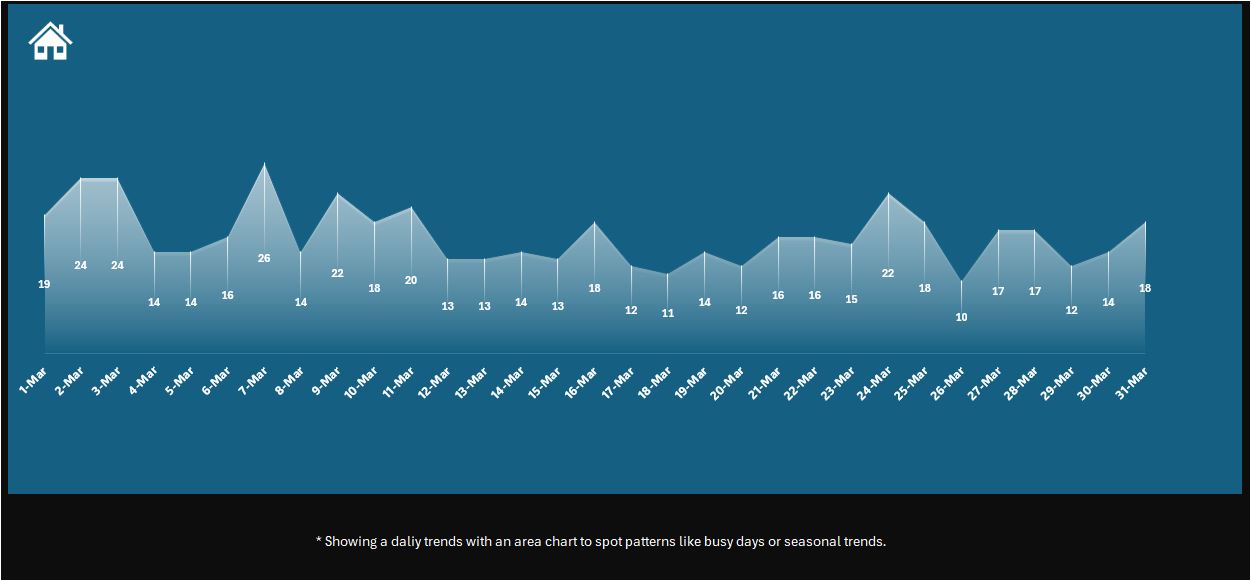 19 24 24 14 14 16 26 14 22 18 20 13 13 14 13 18 12 11 14 12 16 16 15 22 18 10 17 17 12 14 18
1-Mar 2-Mar 3-Mar 4-Mar 5-Mar 6-Mar 7-Mar 8-Mar 9-Mar 10-Mar 11-Mar 12-Mar 13-Mar 14-Mar 15-Mar 16-Mar 17-Mar 18-Mar 19-Mar 20-Mar 21-Mar 22-Mar 23-Mar 24-Mar 25-Mar 26-Mar 27-Mar 28-Mar 29-Mar 30-Mar 31-Mar
* Showing a daliy trends with an area chart to spot patterns like busy days or seasonal trends.